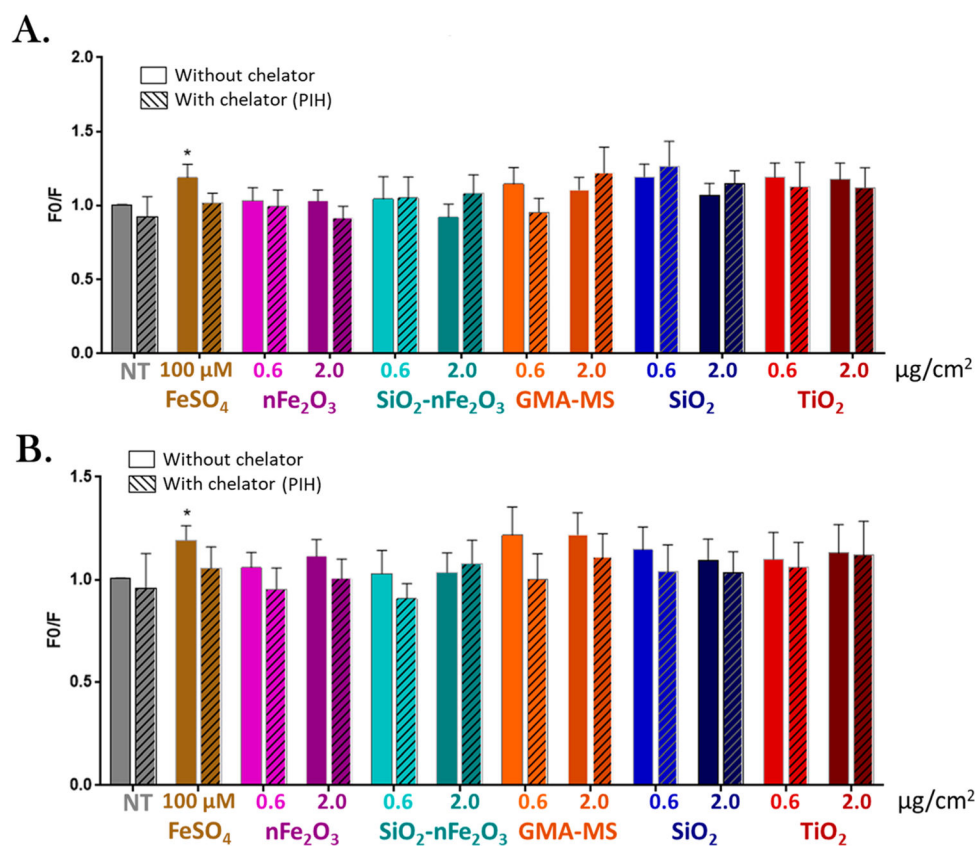 A.
2.0
Without chelator
With chelator (PIH)
1.5
*
1.0
F0/F
0.5
0.0
NT 100 μM 0.6 2.0 0.6 2.0 0.6 2.0 0.6 2.0 0.6 2.0 μg/cm²
FeSO₄ nFe₂O₃ SiO₂-nFe₂O₃ GMA-MS SiO₂ TiO₂
B.
1.5
Without chelator
With chelator (PIH)
*
1.0
F0/F
0.5
0.0
NT 100 μM 0.6 2.0 0.6 2.0 0.6 2.0 0.6 2.0 0.6 2.0 μg/cm²
FeSO₄ nFe₂O₃ SiO₂-nFe₂O₃ GMA-MS SiO₂ TiO₂